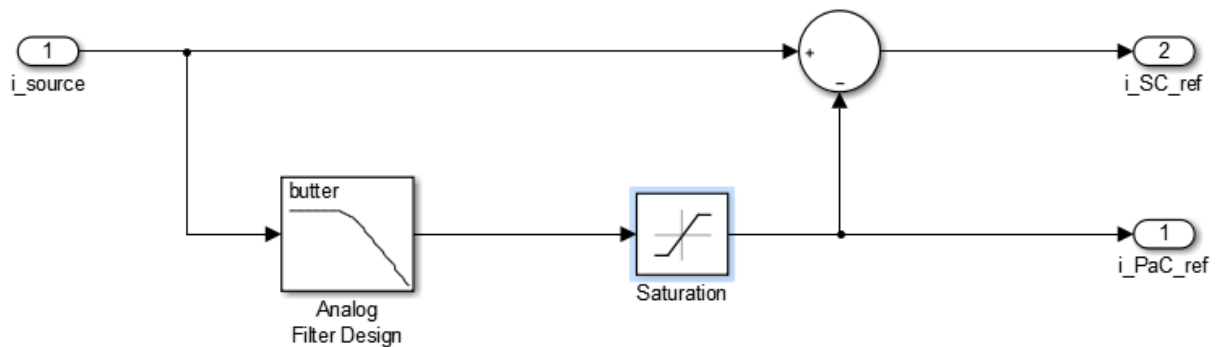 1
i_source
+
−
2
i_SC_ref
butter
Analog
Filter Design
Saturation
1
i_PaC_ref